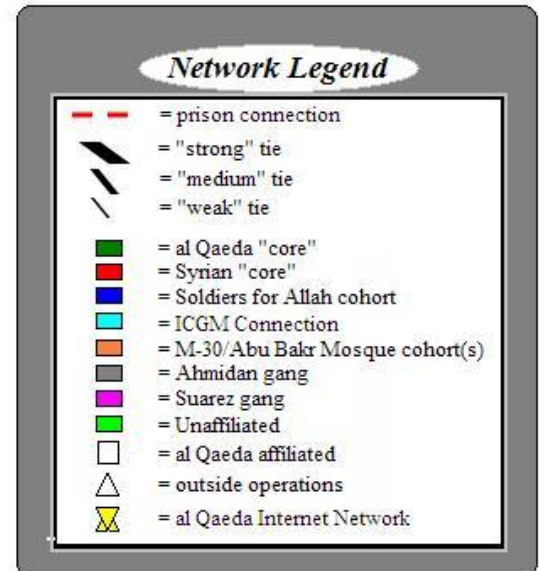 Network Legend
= prison connection
= "strong" tie
= "medium" tie
= "weak" tie
= al Qaeda "core"
= Syrian "core"
= Soldiers for Allah cohort
= ICGM Connection
= M-30/Abu Bakr Mosque cohort(s)
= Ahmidan gang
= Suarez gang
= Unaffiliated
= al Qaeda affiliated
= outside operations
= al Qaeda Internet Network